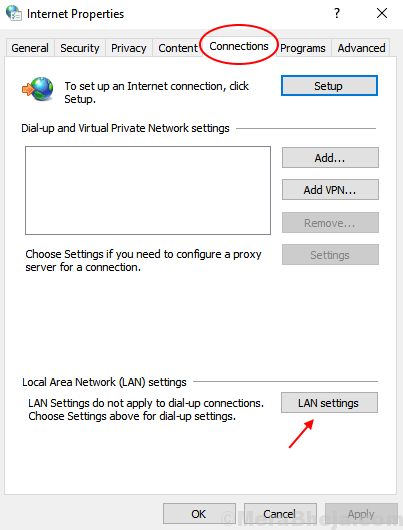 Internet Properties
General Security Privacy Content Connections Programs Advanced
To set up an Internet connection, click
Setup.
Setup
Dial-up and Virtual Private Network settings
Add...
Add VPN...
Remove...
Choose Settings if you need to configure a proxy
server for a connection.
Settings
Local Area Network (LAN) settings
LAN Settings do not apply to dial-up connections.
Choose Settings above for dial-up settings.
LAN settings
OK Cancel Apply